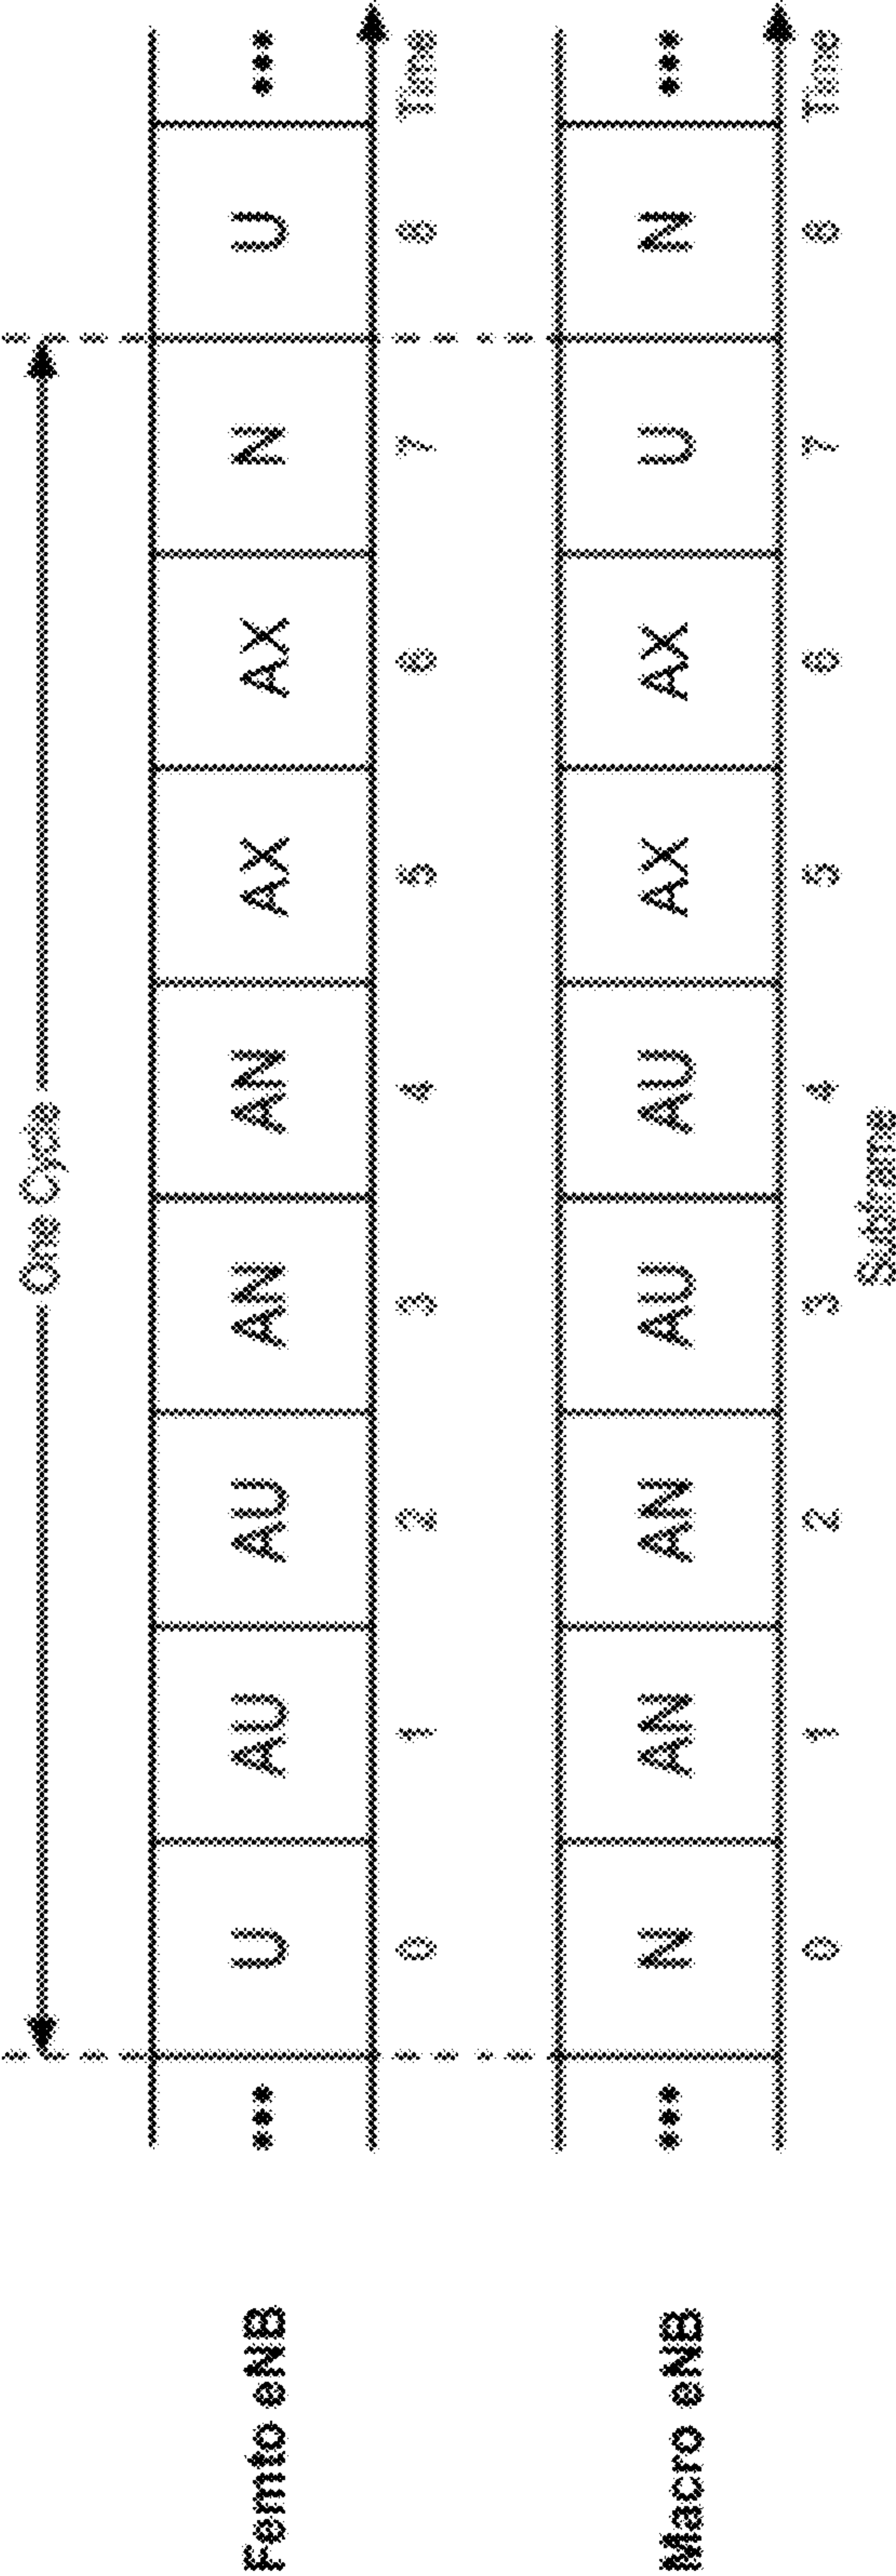 One Cycle
Femto eNB ••• U AU AU AN AN AX AX N U •••
0 1 2 3 4 5 6 7 8 Time
Macro eNB ••• N AN AN AU AU AX AX U N •••
0 1 2 3 4 5 6 7 8 Time
Subframe